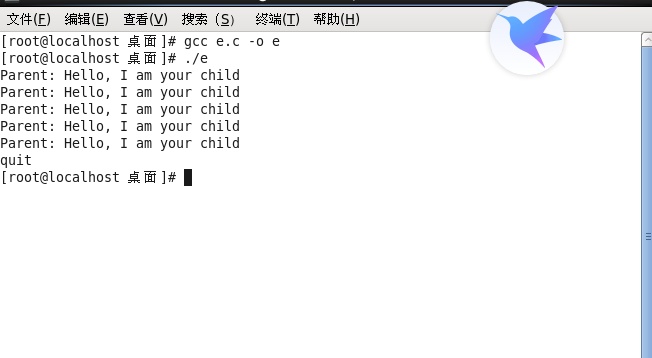 文件(F) 编辑(E) 查看(V) 搜索 (S) 终端(T) 帮助(H)
[root@localhost 桌面]# gcc e.c -o e
[root@localhost 桌面]# ./e
Parent: Hello, I am your child
Parent: Hello, I am your child
Parent: Hello, I am your child
Parent: Hello, I am your child
Parent: Hello, I am your child
quit
[root@localhost 桌面]#